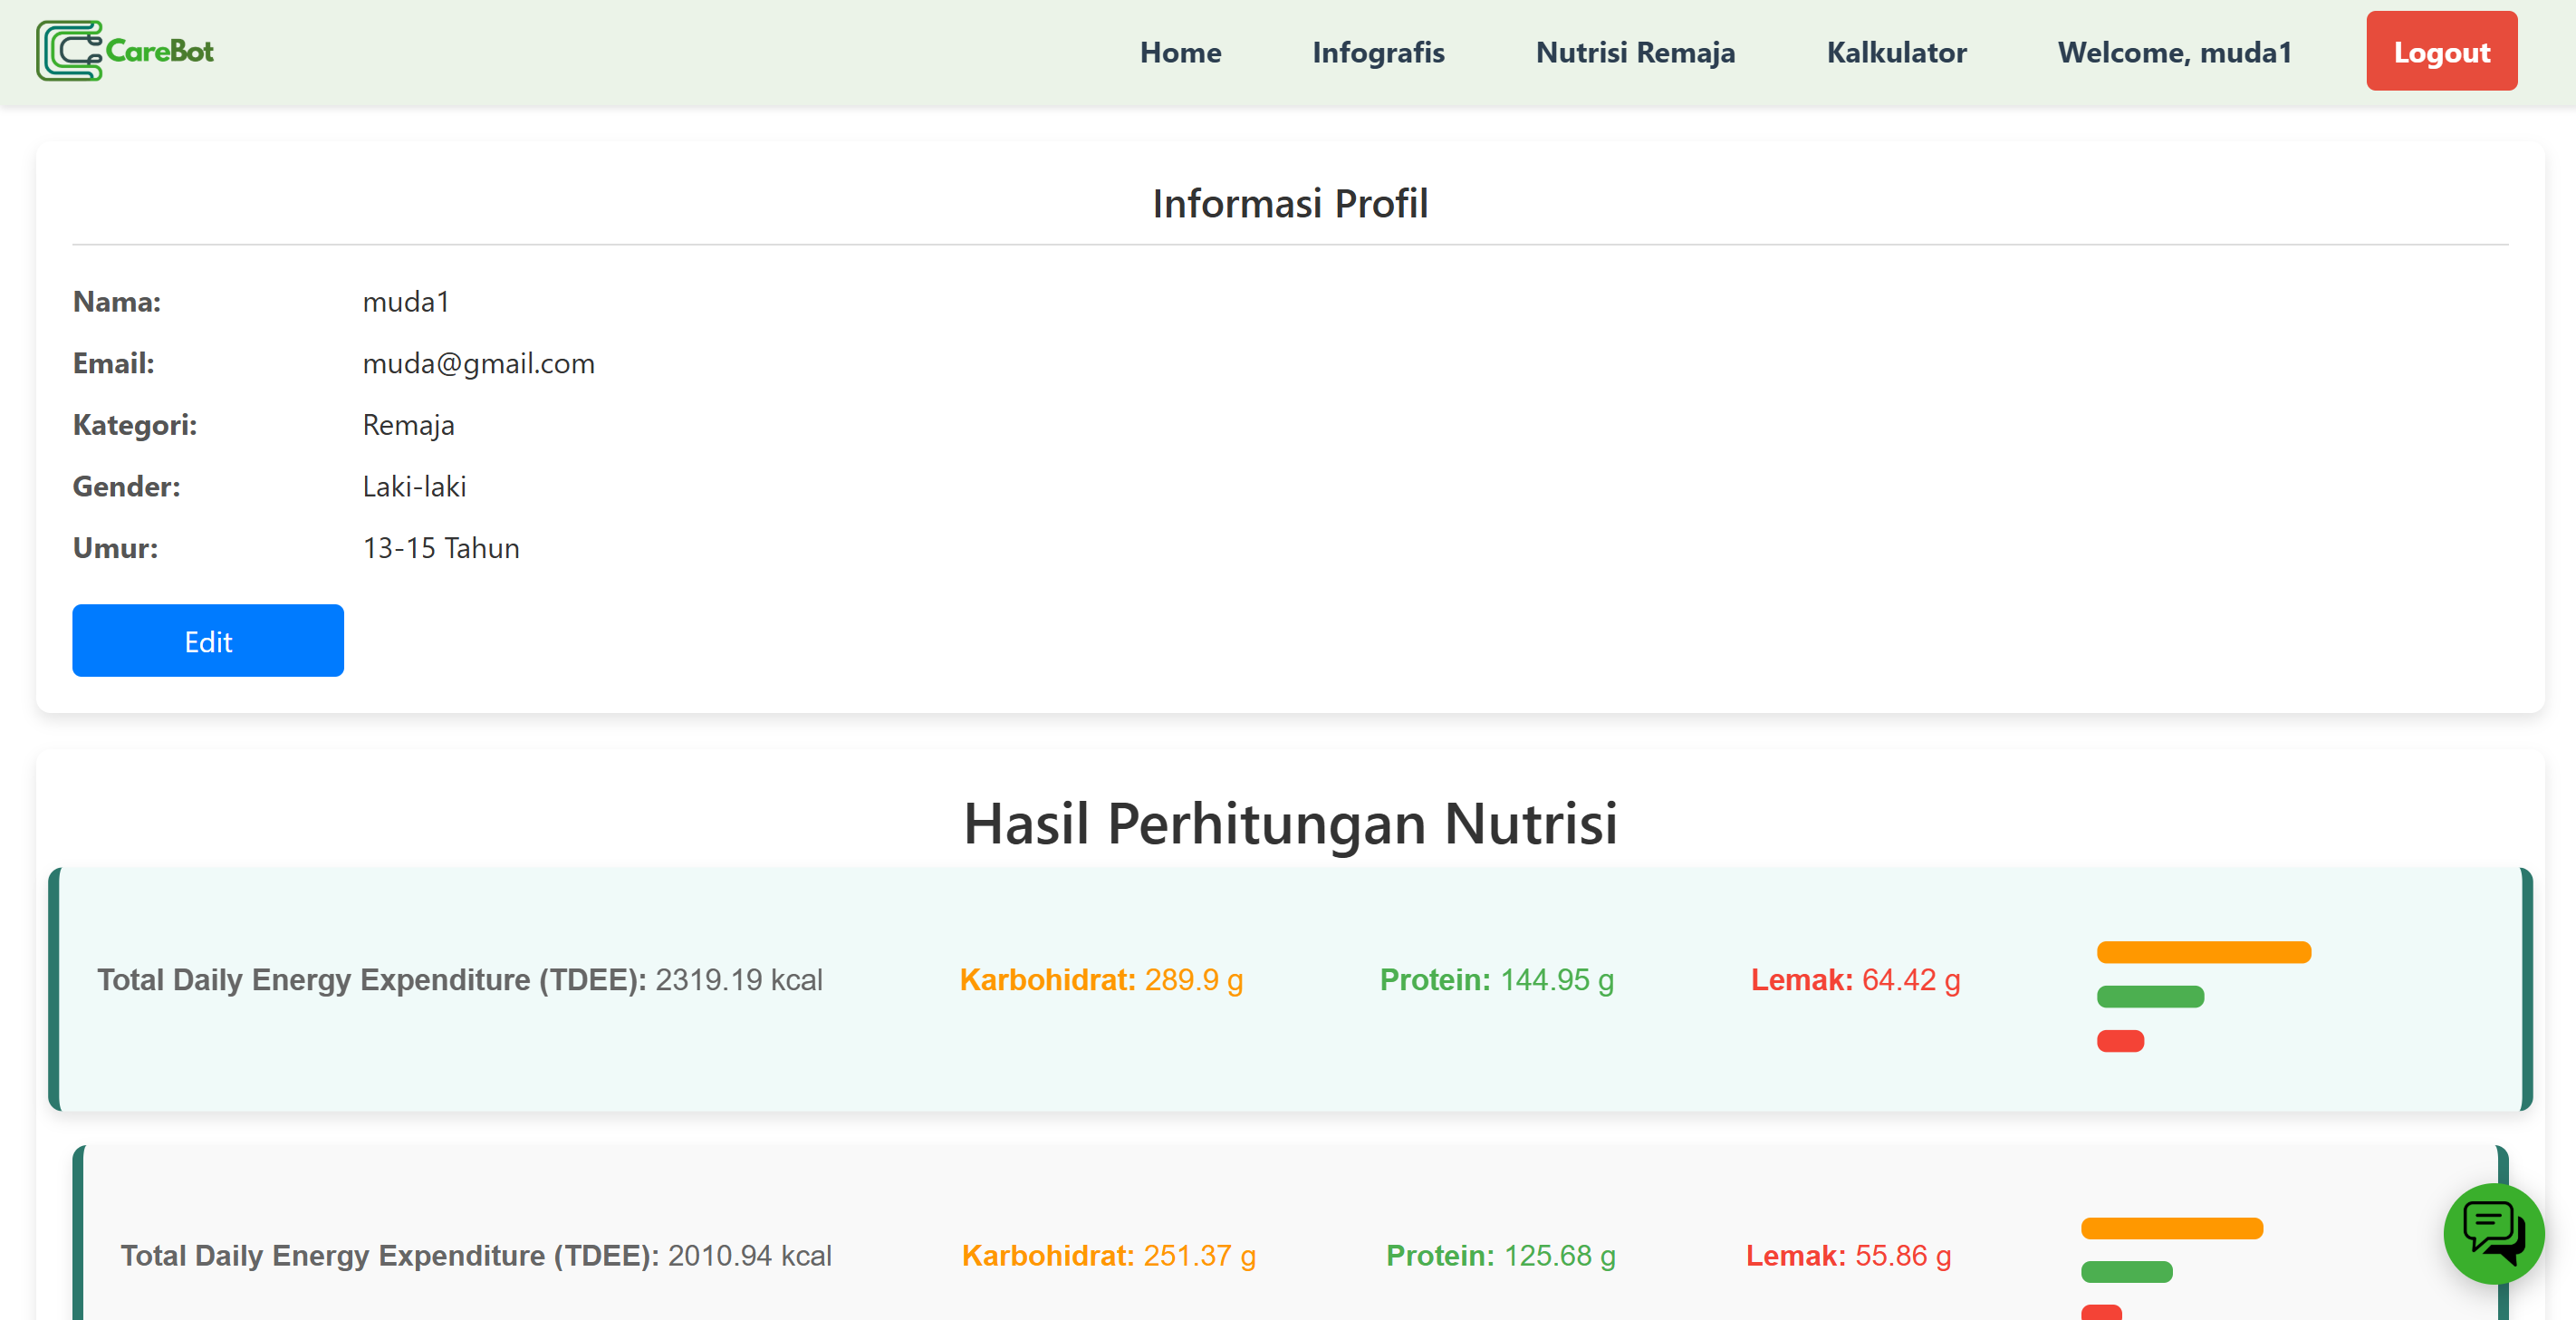 CareBot
Home Infografis Nutrisi Remaja Kalkulator Welcome, muda1 Logout
Informasi Profil
Nama: muda1
Email: muda@gmail.com
Kategori: Remaja
Gender: Laki-laki
Umur: 13-15 Tahun
Edit
Hasil Perhitungan Nutrisi
Total Daily Energy Expenditure (TDEE): 2319.19 kcal Karbohidrat: 289.9 g Protein: 144.95 g Lemak: 64.42 g
Total Daily Energy Expenditure (TDEE): 2010.94 kcal Karbohidrat: 251.37 g Protein: 125.68 g Lemak: 55.86 g